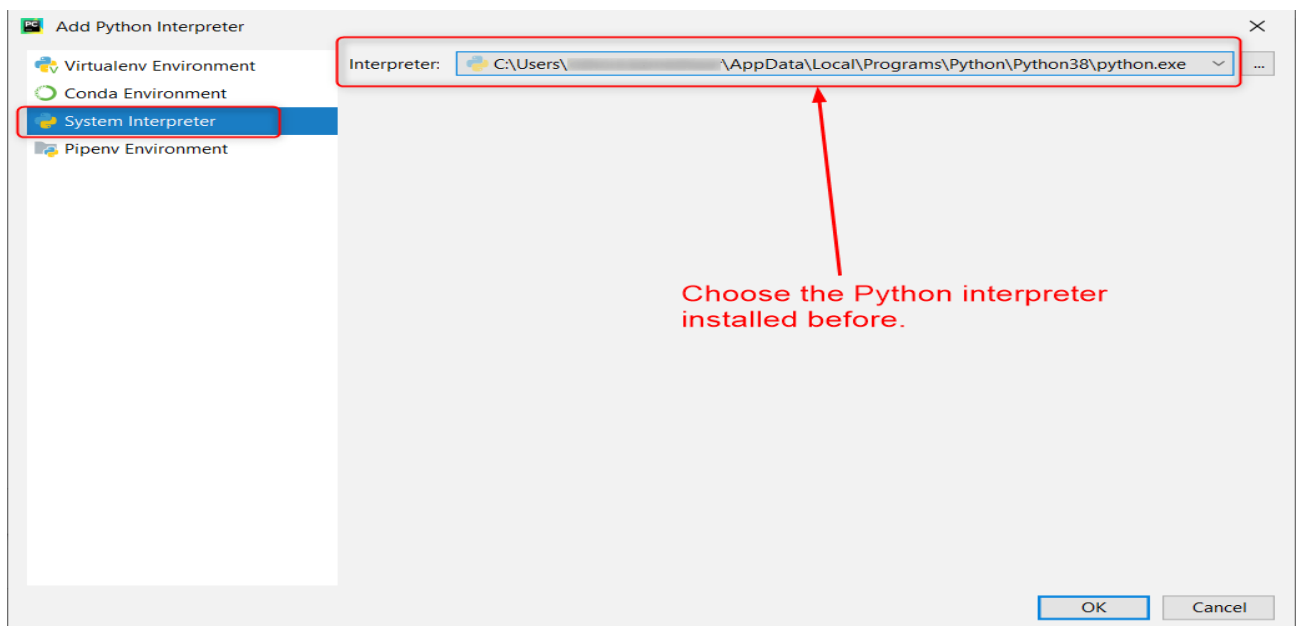 PC Add Python Interpreter
Virtualenv Environment
Conda Environment
System Interpreter
Pipenv Environment
Interpreter: C:\Users\ \AppData\Local\Programs\Python\Python38\python.exe ...
Choose the Python interpreter
installed before.
OK Cancel